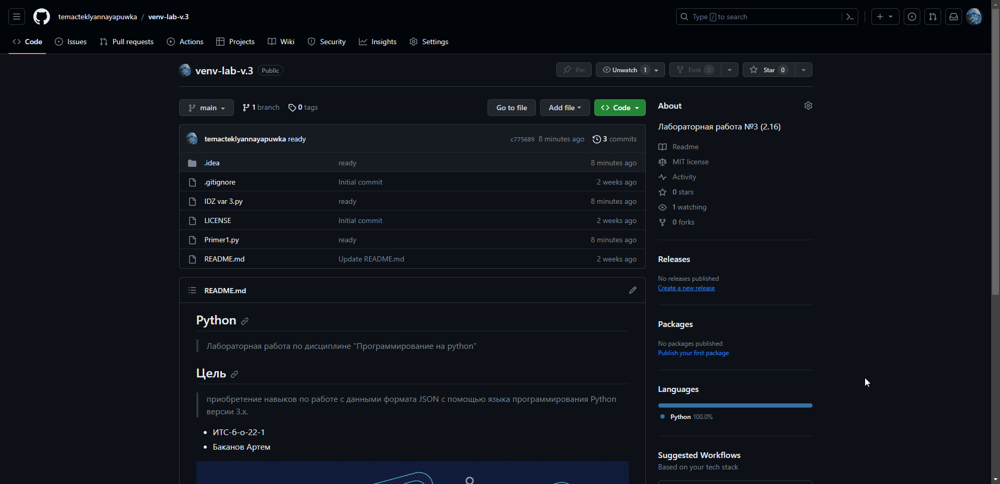 temacteklyannayapuwka / venv-lab-v.3
Type / to search
Code Issues Pull requests Actions Projects Wiki Security Insights Settings
venv-lab-v.3 Public
Pin Unwatch 1 Fork 0 Star 0
main 1 branch 0 tags Go to file Add file Code
temacteklyannayapuwka ready c775689 8 minutes ago 3 commits
.idea ready 8 minutes ago
.gitignore Initial commit 2 weeks ago
IDZ var 3.py ready 8 minutes ago
LICENSE Initial commit 2 weeks ago
Primer1.py ready 8 minutes ago
README.md Update README.md 2 weeks ago
README.md
Python
Лабораторная работа по дисциплине "Программирование на python"
Цель
приобретение навыков по работе с данными формата JSON с помощью языка программирования Python
версии 3.x.
• ИТС-б-о-22-1
• Баканов Артем
About
Лабораторная работа №3 (2.16)
Readme
MIT license
Activity
0 stars
1 watching
0 forks
Releases
No releases published
Create a new release
Packages
No packages published
Publish your first package
Languages
Python 100.0%
Suggested Workflows
Based on your tech stack